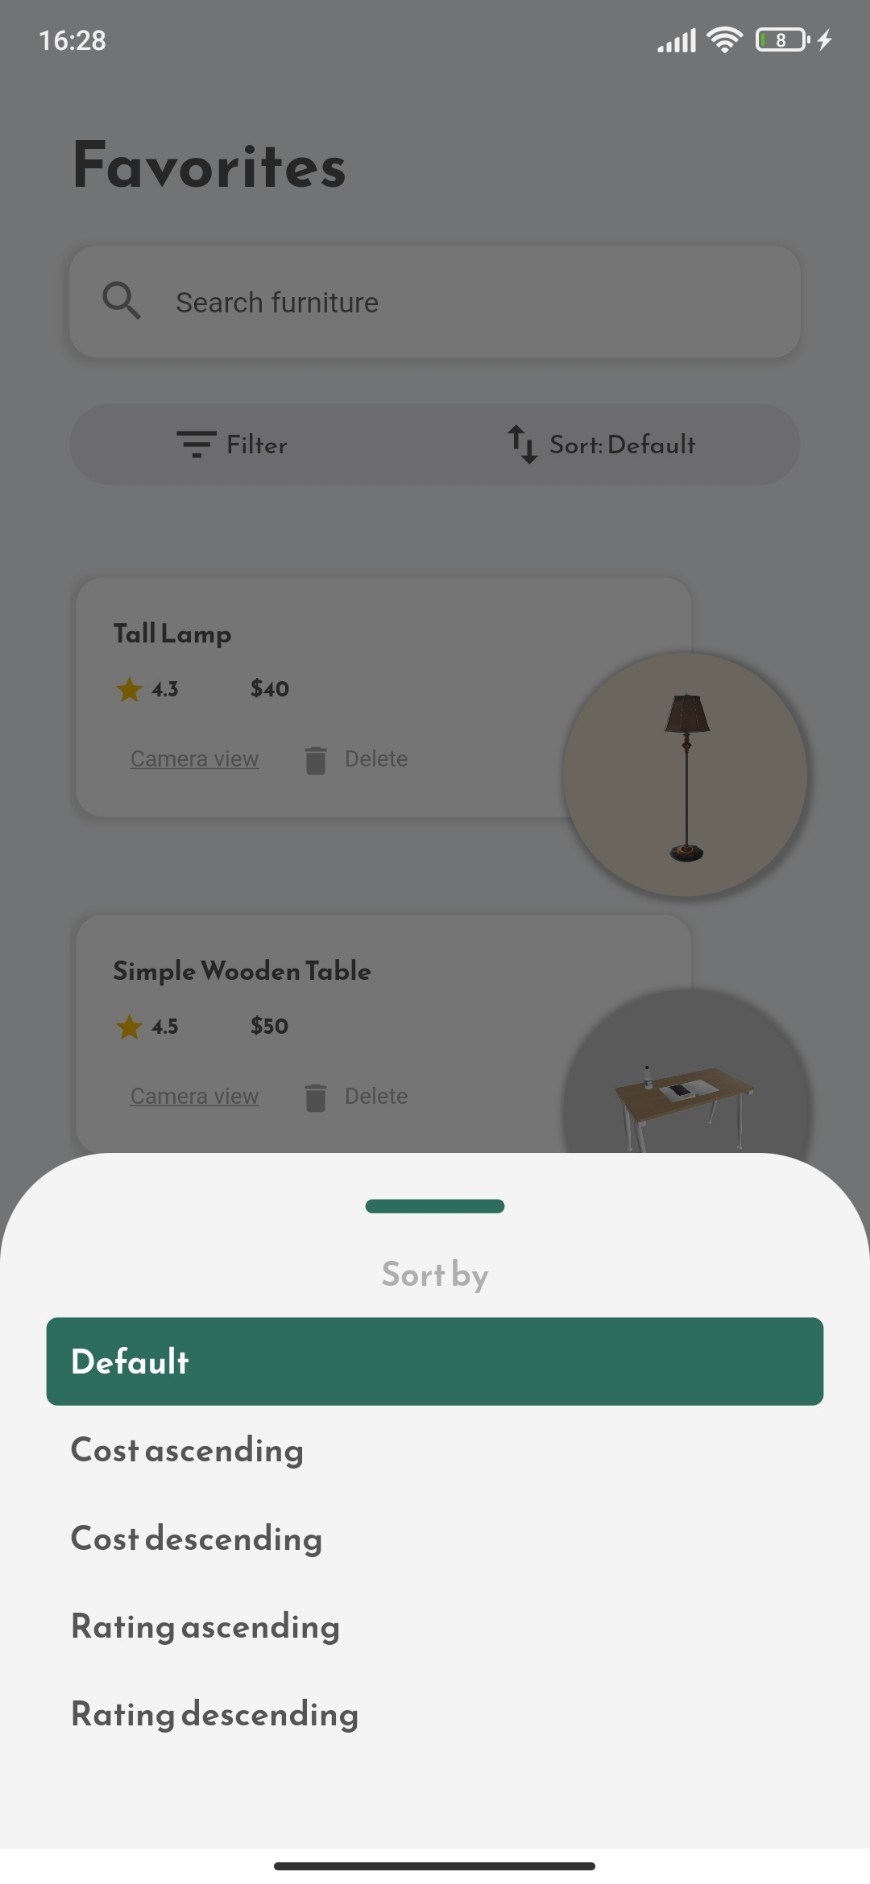 16:28
8
Favorites
Search furniture
Filter
Sort: Default
Tall Lamp
4.3 $40
Camera view Delete
Simple Wooden Table
4.5 $50
Camera view Delete
Sort by
Default
Cost ascending
Cost descending
Rating ascending
Rating descending